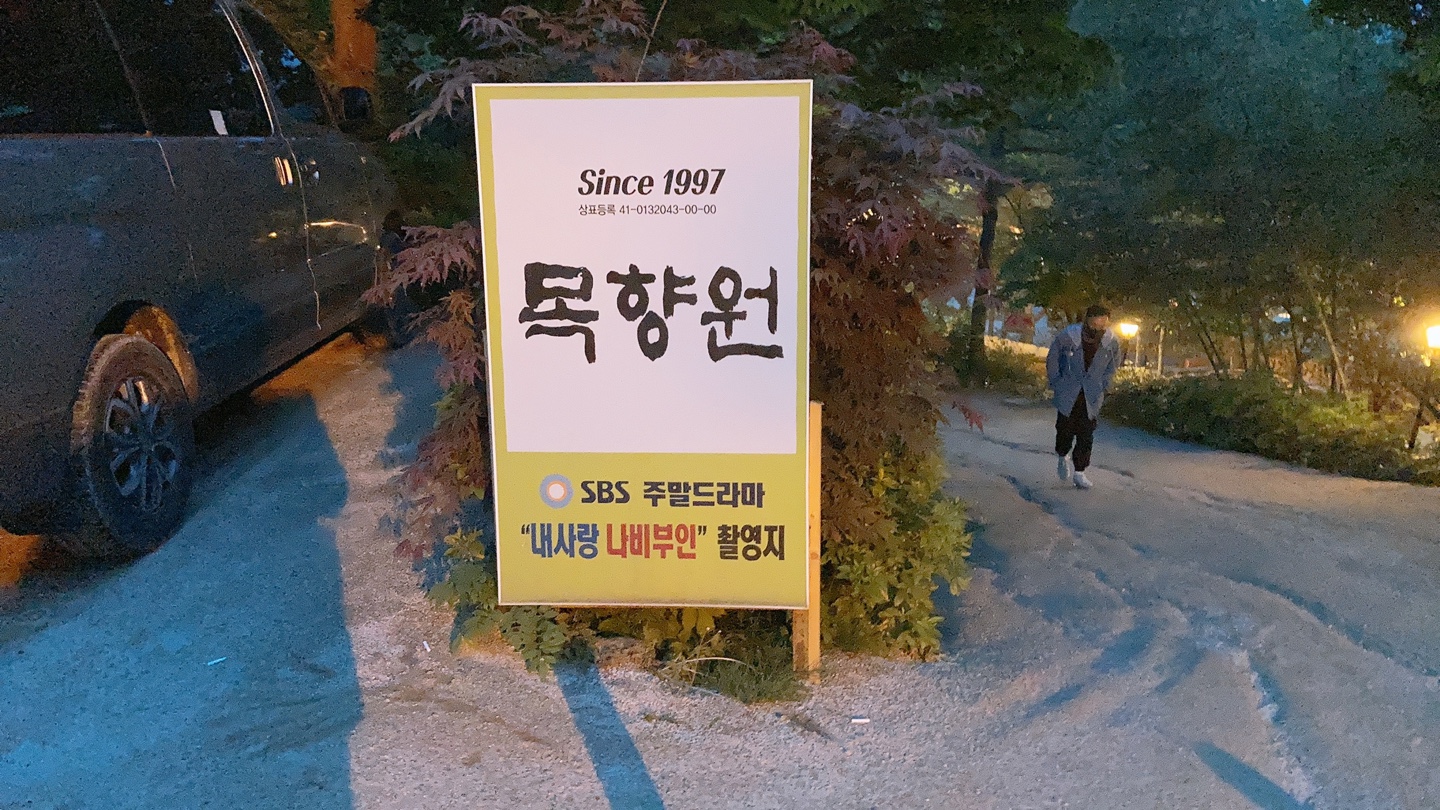 Since 1997
상표등록 41-0132043-00-00
목향원
SBS 주말드라마
“내사랑 나비부인” 촬영지